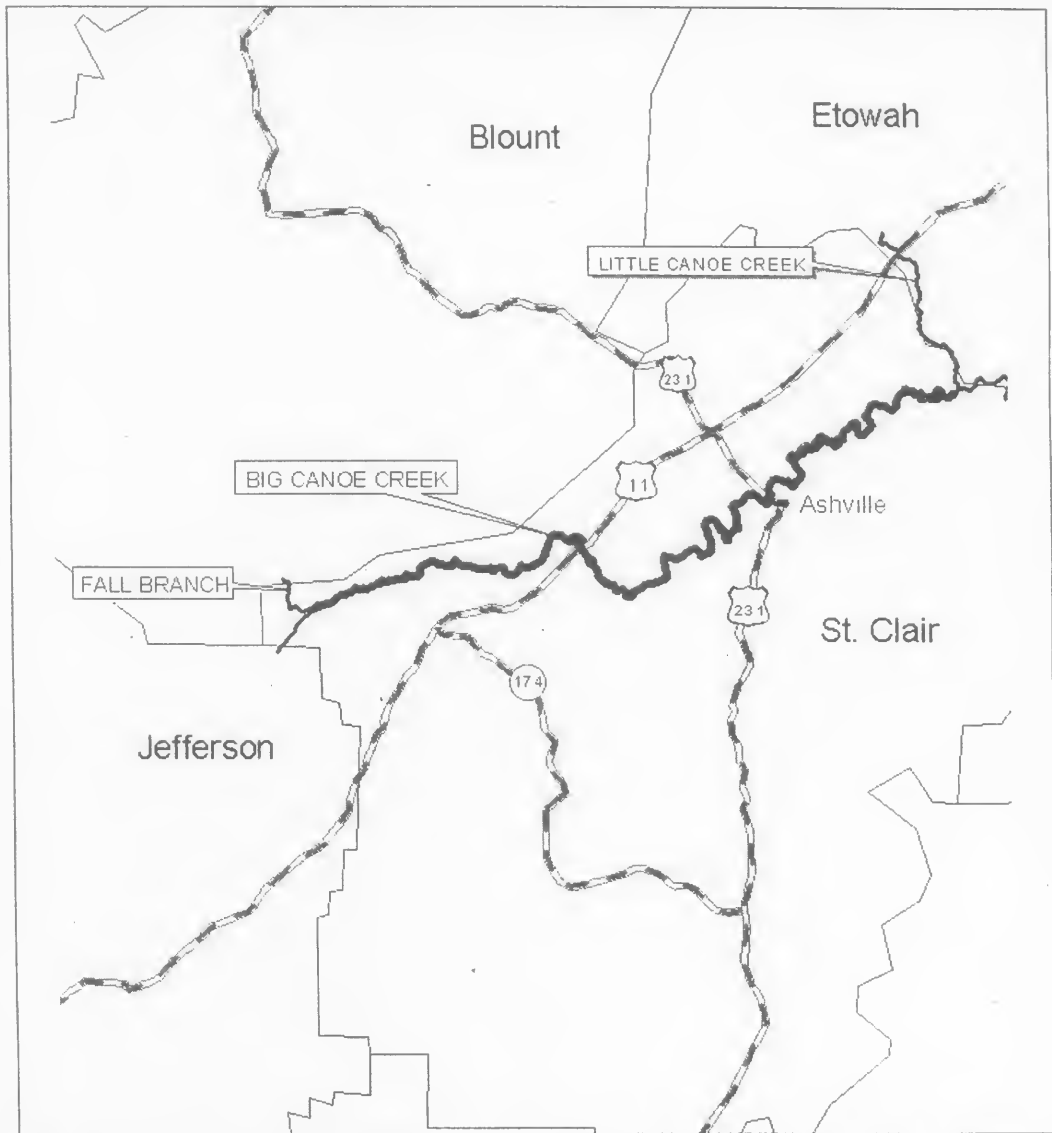 Blount
Etowah
LITTLE CANOE CREEK
231
BIG CANOE CREEK
11
Ashville
FALL BRANCH
231
St. Clair
174
Jefferson